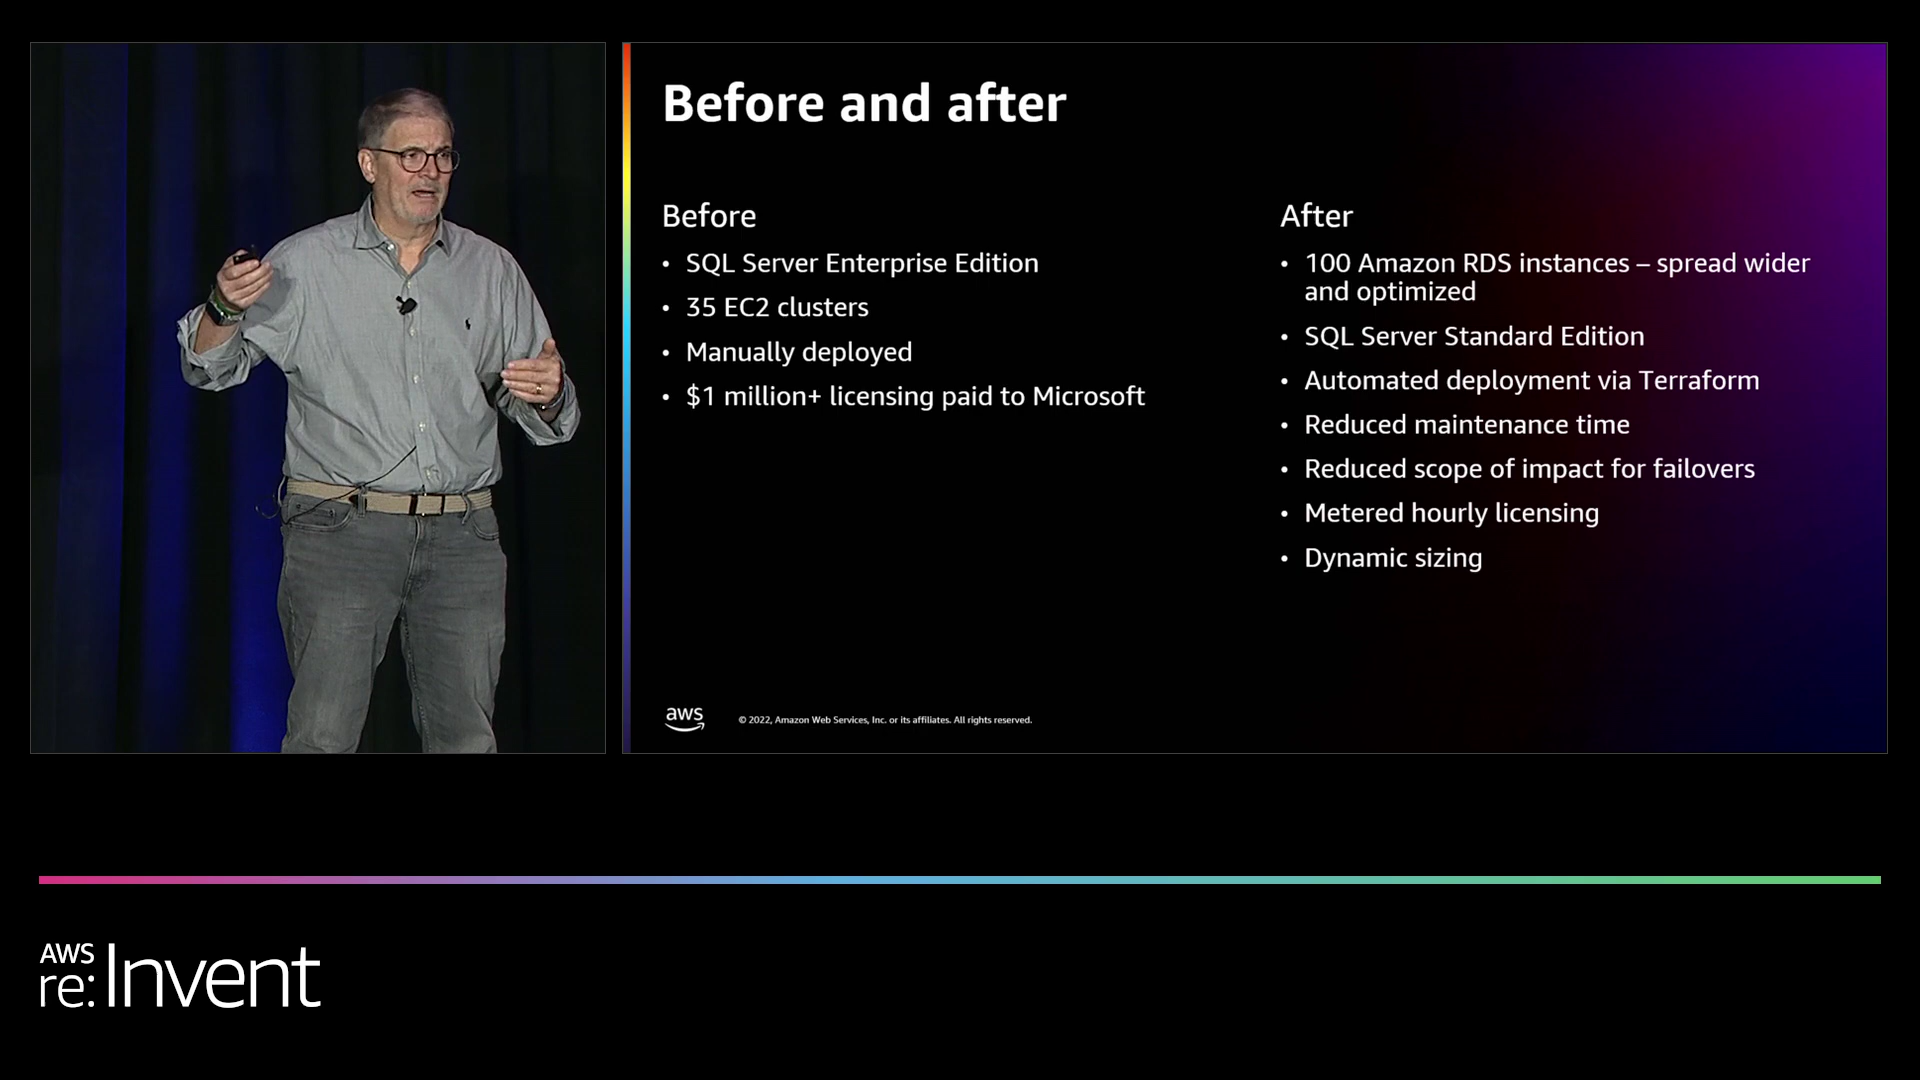 Before and after
Before
• SQL Server Enterprise Edition
• 35 EC2 clusters
• Manually deployed
• $1 million+ licensing paid to Microsoft
After
• 100 Amazon RDS instances – spread wider
and optimized
• SQL Server Standard Edition
• Automated deployment via Terraform
• Reduced maintenance time
• Reduced scope of impact for failovers
• Metered hourly licensing
• Dynamic sizing
aws
© 2022, Amazon Web Services, Inc. or its affiliates. All rights reserved.
AWS
re:Invent